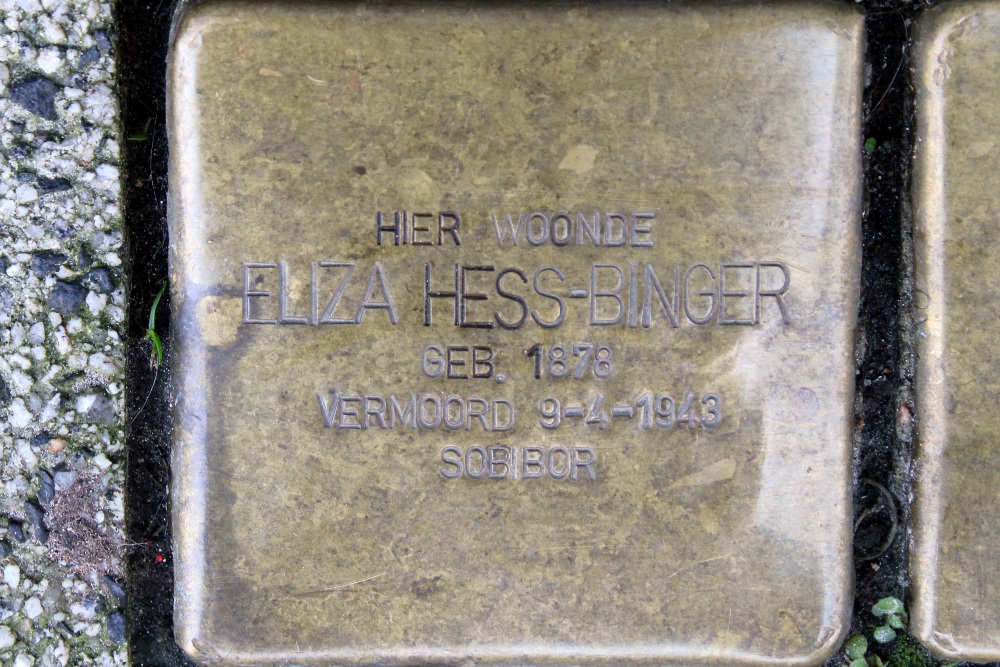 HIER WOONDE
ELIZA HESS-BINGER
GEB. 1878
VERMOORD 9-4-1943
SOBIBOR